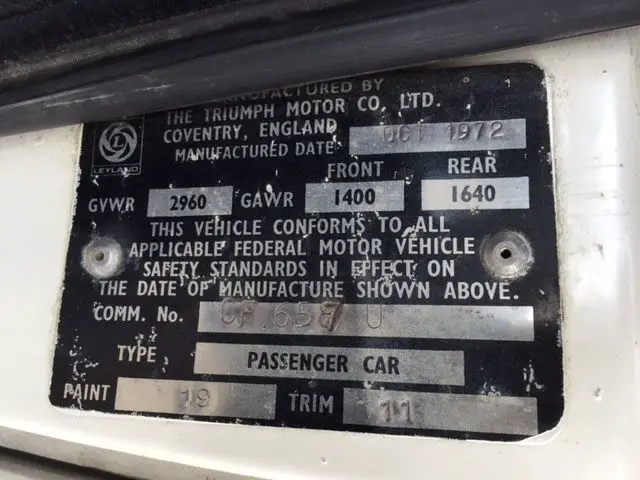 MANUFACTURED BY
THE TRIUMPH MOTOR CO. LTD.
COVENTRY, ENGLAND
MANUFACTURED DATE OCT 1972
L
LEYLAND
FRONT REAR
GVWR 2960 GAWR 1400 1640
THIS VEHICLE CONFORMS TO ALL
APPLICABLE FEDERAL MOTOR VEHICLE
SAFETY STANDARDS IN EFFECT ON
THE DATE OF MANUFACTURE SHOWN ABOVE.
COMM. No. CF.6587 U
TYPE PASSENGER CAR
PAINT 19 TRIM 11